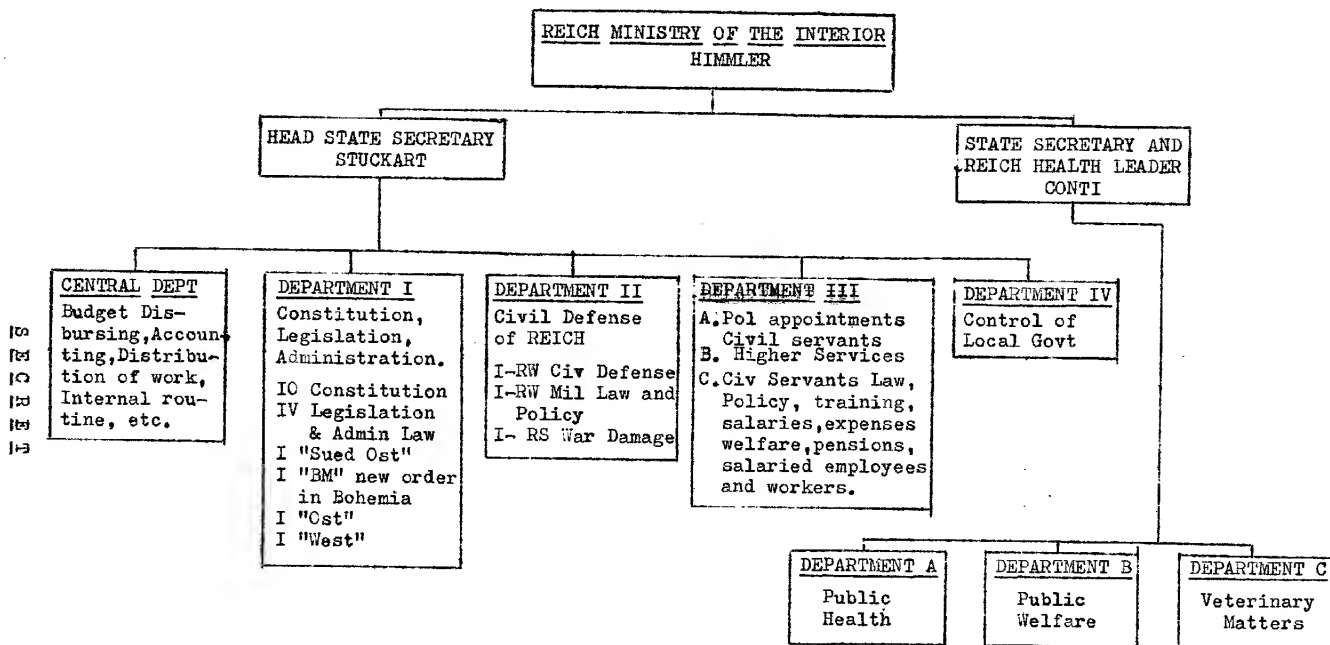 REICH MINISTRY OF THE INTERIOR
HIMMLER
HEAD STATE SECRETARY
STUCKART
STATE SECRETARY AND
REICH HEALTH LEADER
CONTI
CENTRAL DEPT
Budget Dis-
bursing,Accoun-
ting,Distribu-
tion of work,
Internal rou-
tine, etc.
DEPARTMENT I
Constitution,
Legislation,
Administration.
IO Constitution
IV Legislation
& Admin Law
I "Sued Ost"
I "BM" new order
in Bohemia
I "Ost"
I "West"
DEPARTMENT II
Civil Defense
of REICH
I-RW Civ Defense
I-RW Mil Law and
Policy
I- RS War Damage
DEPARTMENT III
A. Pol appointments
Civil servants
B. Higher Services
C. Civ Servants Law,
Policy, training,
salaries,expenses
welfare,pensions,
salaried employees
and workers.
DEPARTMENT IV
Control of
Local Govt
DEPARTMENT A
Public
Health
DEPARTMENT B
Public
Welfare
DEPARTMENT C
Veterinary
Matters
SECRET